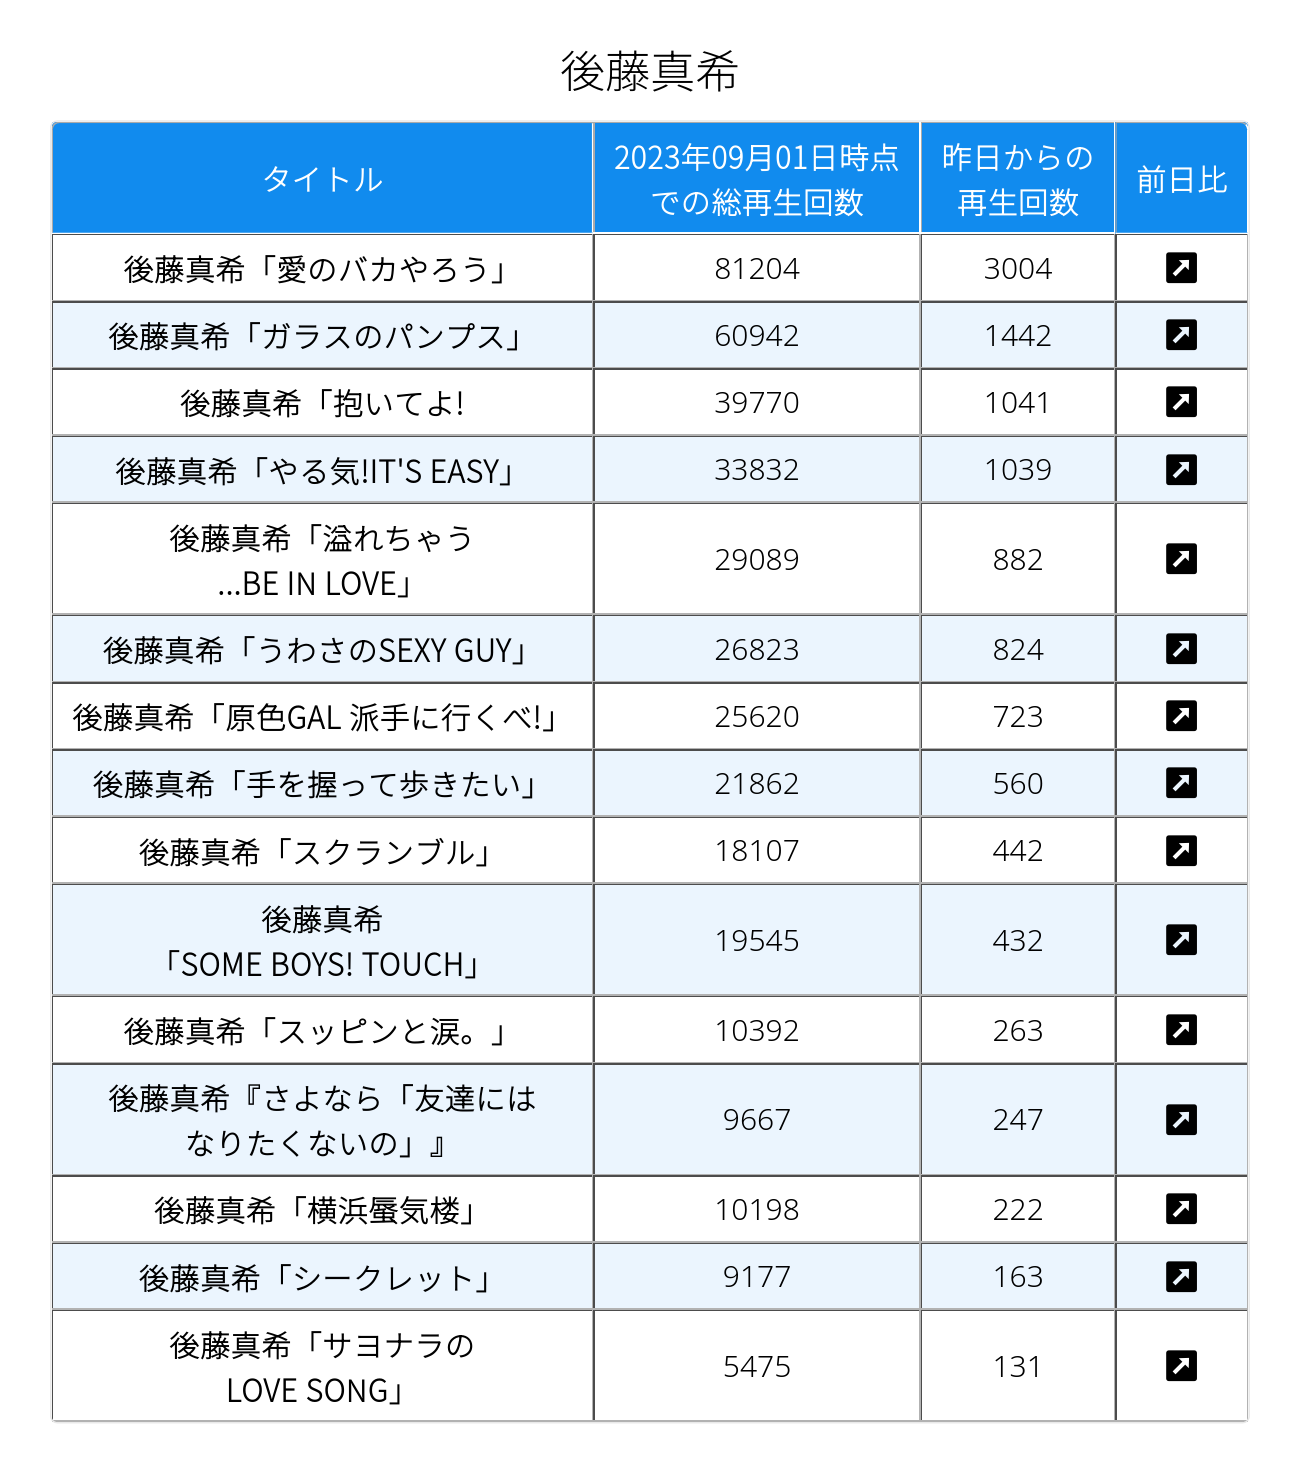 後藤真希
タイトル
2023年09月01日時点
での総再生回数
昨日からの
再生回数
前日比
後藤真希「愛のバカやろう」 81204 3004
後藤真希「ガラスのパンプス」 60942 1442
後藤真希「抱いてよ! 39770 1041
後藤真希「やる気!IT'S EASY」 33832 1039
後藤真希「溢れちゃう
...BE IN LOVE」 29089 882
後藤真希「うわさのSEXY GUY」 26823 824
後藤真希「原色GAL 派手に行くべ!」 25620 723
後藤真希「手を握って歩きたい」 21862 560
後藤真希「スクランブル」 18107 442
後藤真希
「SOME BOYS! TOUCH」 19545 432
後藤真希「スッピンと涙。」 10392 263
後藤真希『さよなら「友達には
なりたくないの」』 9667 247
後藤真希「横浜蜃気楼」 10198 222
後藤真希「シークレット」 9177 163
後藤真希「サヨナラの
LOVE SONG」 5475 131